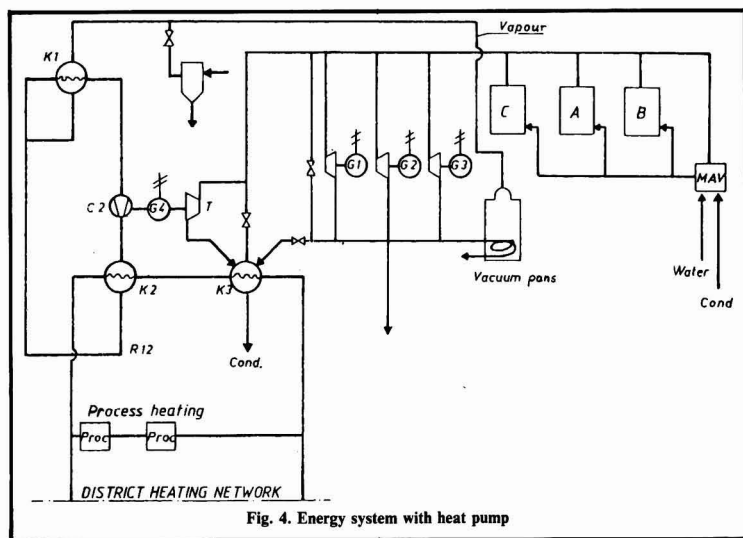 Vapour
K1
C
A
B
G1
G2
G3
MAV
C2
G4
T
K2
K3
Vacuum pans
Water
Cond
R12
Cond.
Process heating
Proc
Proc
DISTRICT HEATING NETWORK
Fig. 4. Energy system with heat pump